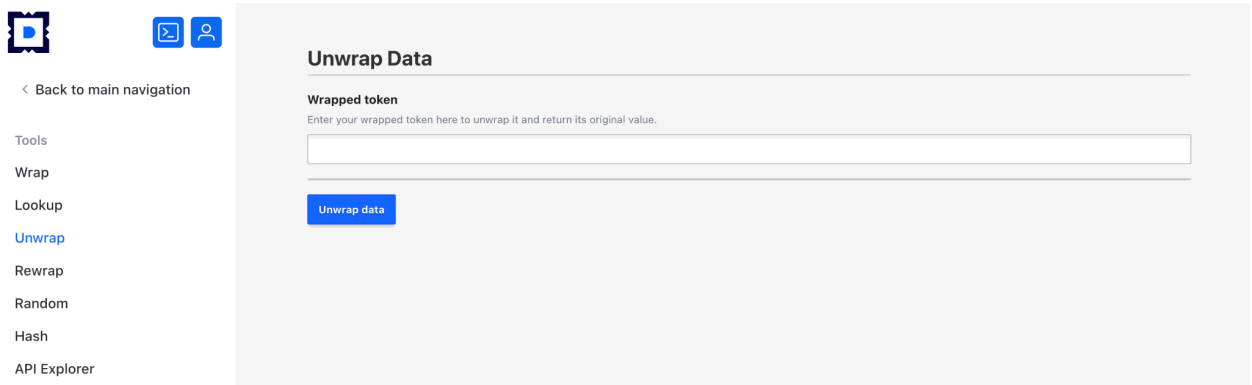 Back to main navigation
Tools
Wrap
Lookup
Unwrap
Rewrap
Random
Hash
API Explorer
Unwrap Data
Wrapped token
Enter your wrapped token here to unwrap it and return its original value.
Unwrap data